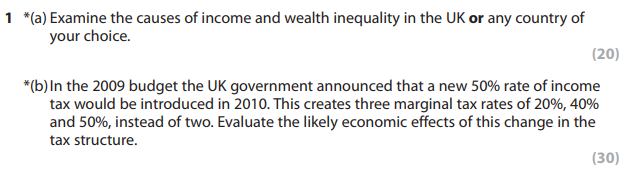 1 *(a) Examine the causes of income and wealth inequality in the UK or any country of
your choice.
(20)
*(b) In the 2009 budget the UK government announced that a new 50% rate of income
tax would be introduced in 2010. This creates three marginal tax rates of 20%, 40%
and 50%, instead of two. Evaluate the likely economic effects of this change in the
tax structure.
(30)